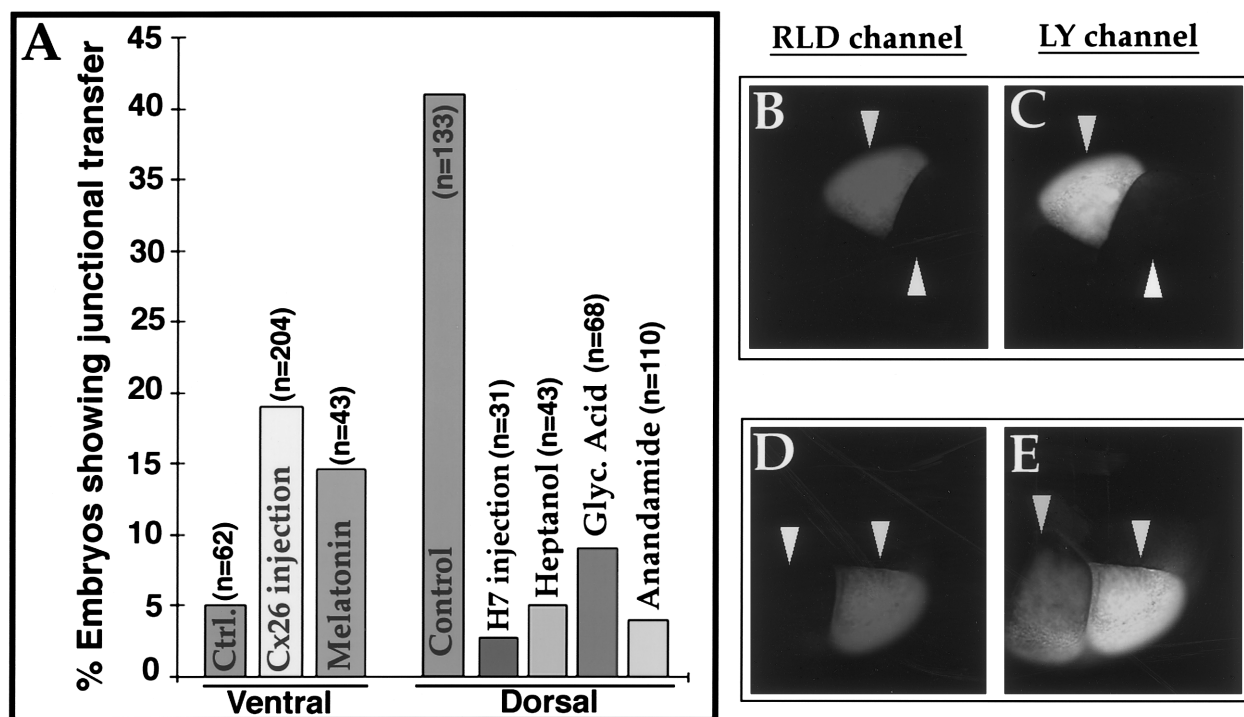 A
% Embryos showing junctional transfer
45
40
35
30
25
20
15
10
5
0
Ctrl. (n=62)
Cx26 injection (n=204)
Melatonin (n=43)
Control (n=133)
H7 injection (n=31)
Heptanol (n=43)
Glyc. Acid (n=68)
Anandamide (n=110)
Ventral
Dorsal
RLD channel
LY channel
B
C
D
E